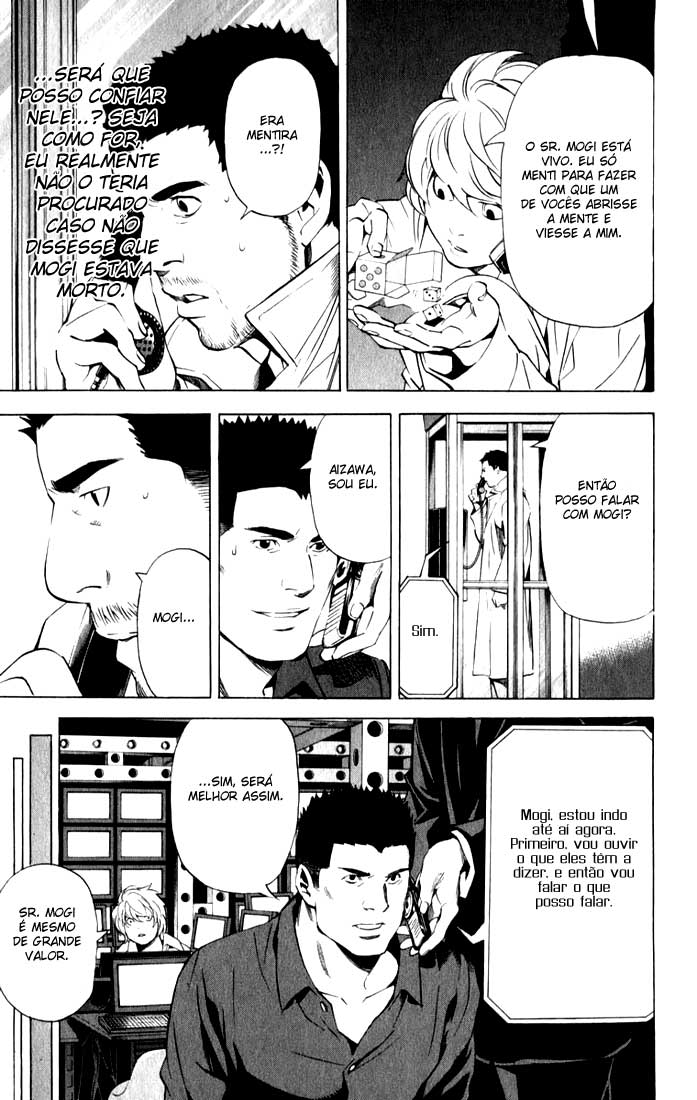 O SR. MOGI ESTÁ
VIVO. EU SÓ
MENTI PARA FAZER
COM QUE UM
DE VOCÊS ABRISSE
A MENTE E
VIESSE A MIM.
ERA
MENTIRA
...?!
...SERÁ QUE
POSSO CONFIAR
NELE...? SEJA
COMO FOR,
EU REALMENTE
NÃO O TERIA
PROCURADO
CASO NÃO
DISSESSE QUE
MOGI ESTAVA
MORTO.
ENTÃO
POSSO FALAR
COM MOGI?
Sim.
AIZAWA,
SOU EU.
MOGI...
Mogi, estou indo
até aí agora.
Primeiro, vou ouvir
o que eles têm a
dizer, e então vou
falar o que
posso falar.
...SIM, SERÁ
MELHOR ASSIM.
SR. MOGI
É MESMO
DE GRANDE
VALOR.